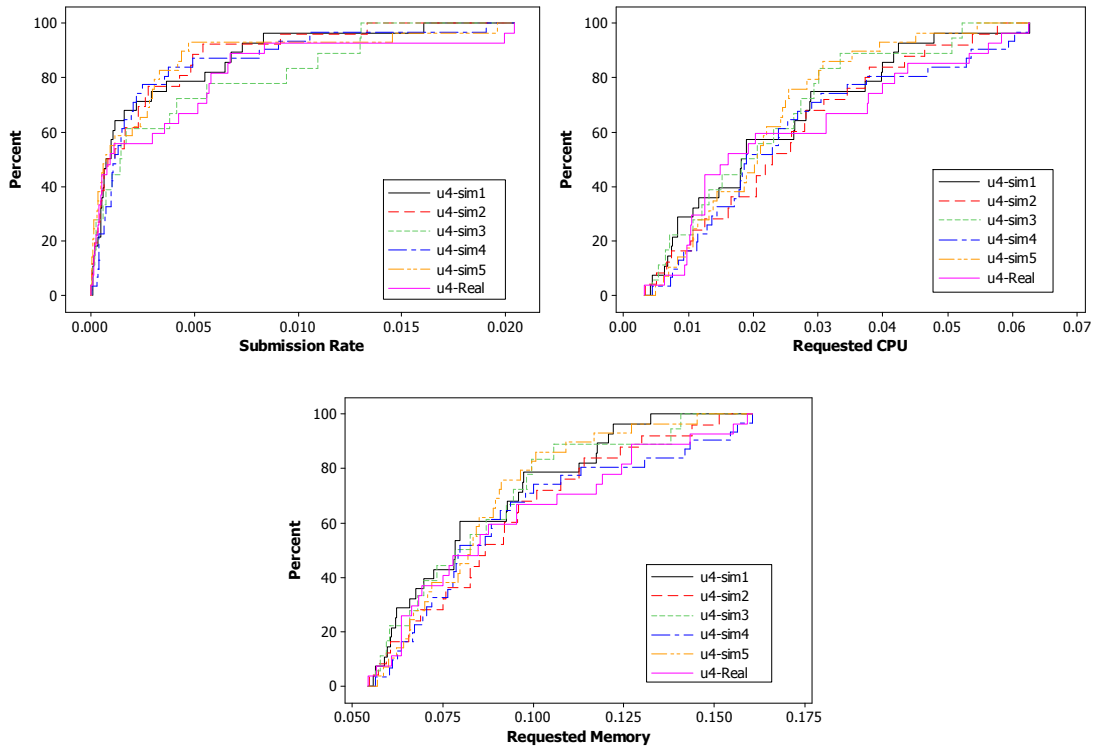 100
80
60
40
20
0
Percent
u4-sim1
u4-sim2
u4-sim3
u4-sim4
u4-sim5
u4-Real
0.000 0.005 0.010 0.015 0.020
Submission Rate
100
80
60
40
20
0
Percent
u4-sim1
u4-sim2
u4-sim3
u4-sim4
u4-sim5
u4-Real
0.00 0.01 0.02 0.03 0.04 0.05 0.06 0.07
Requested CPU
100
80
60
40
20
0
Percent
u4-sim1
u4-sim2
u4-sim3
u4-sim4
u4-sim5
u4-Real
0.050 0.075 0.100 0.125 0.150 0.175
Requested Memory